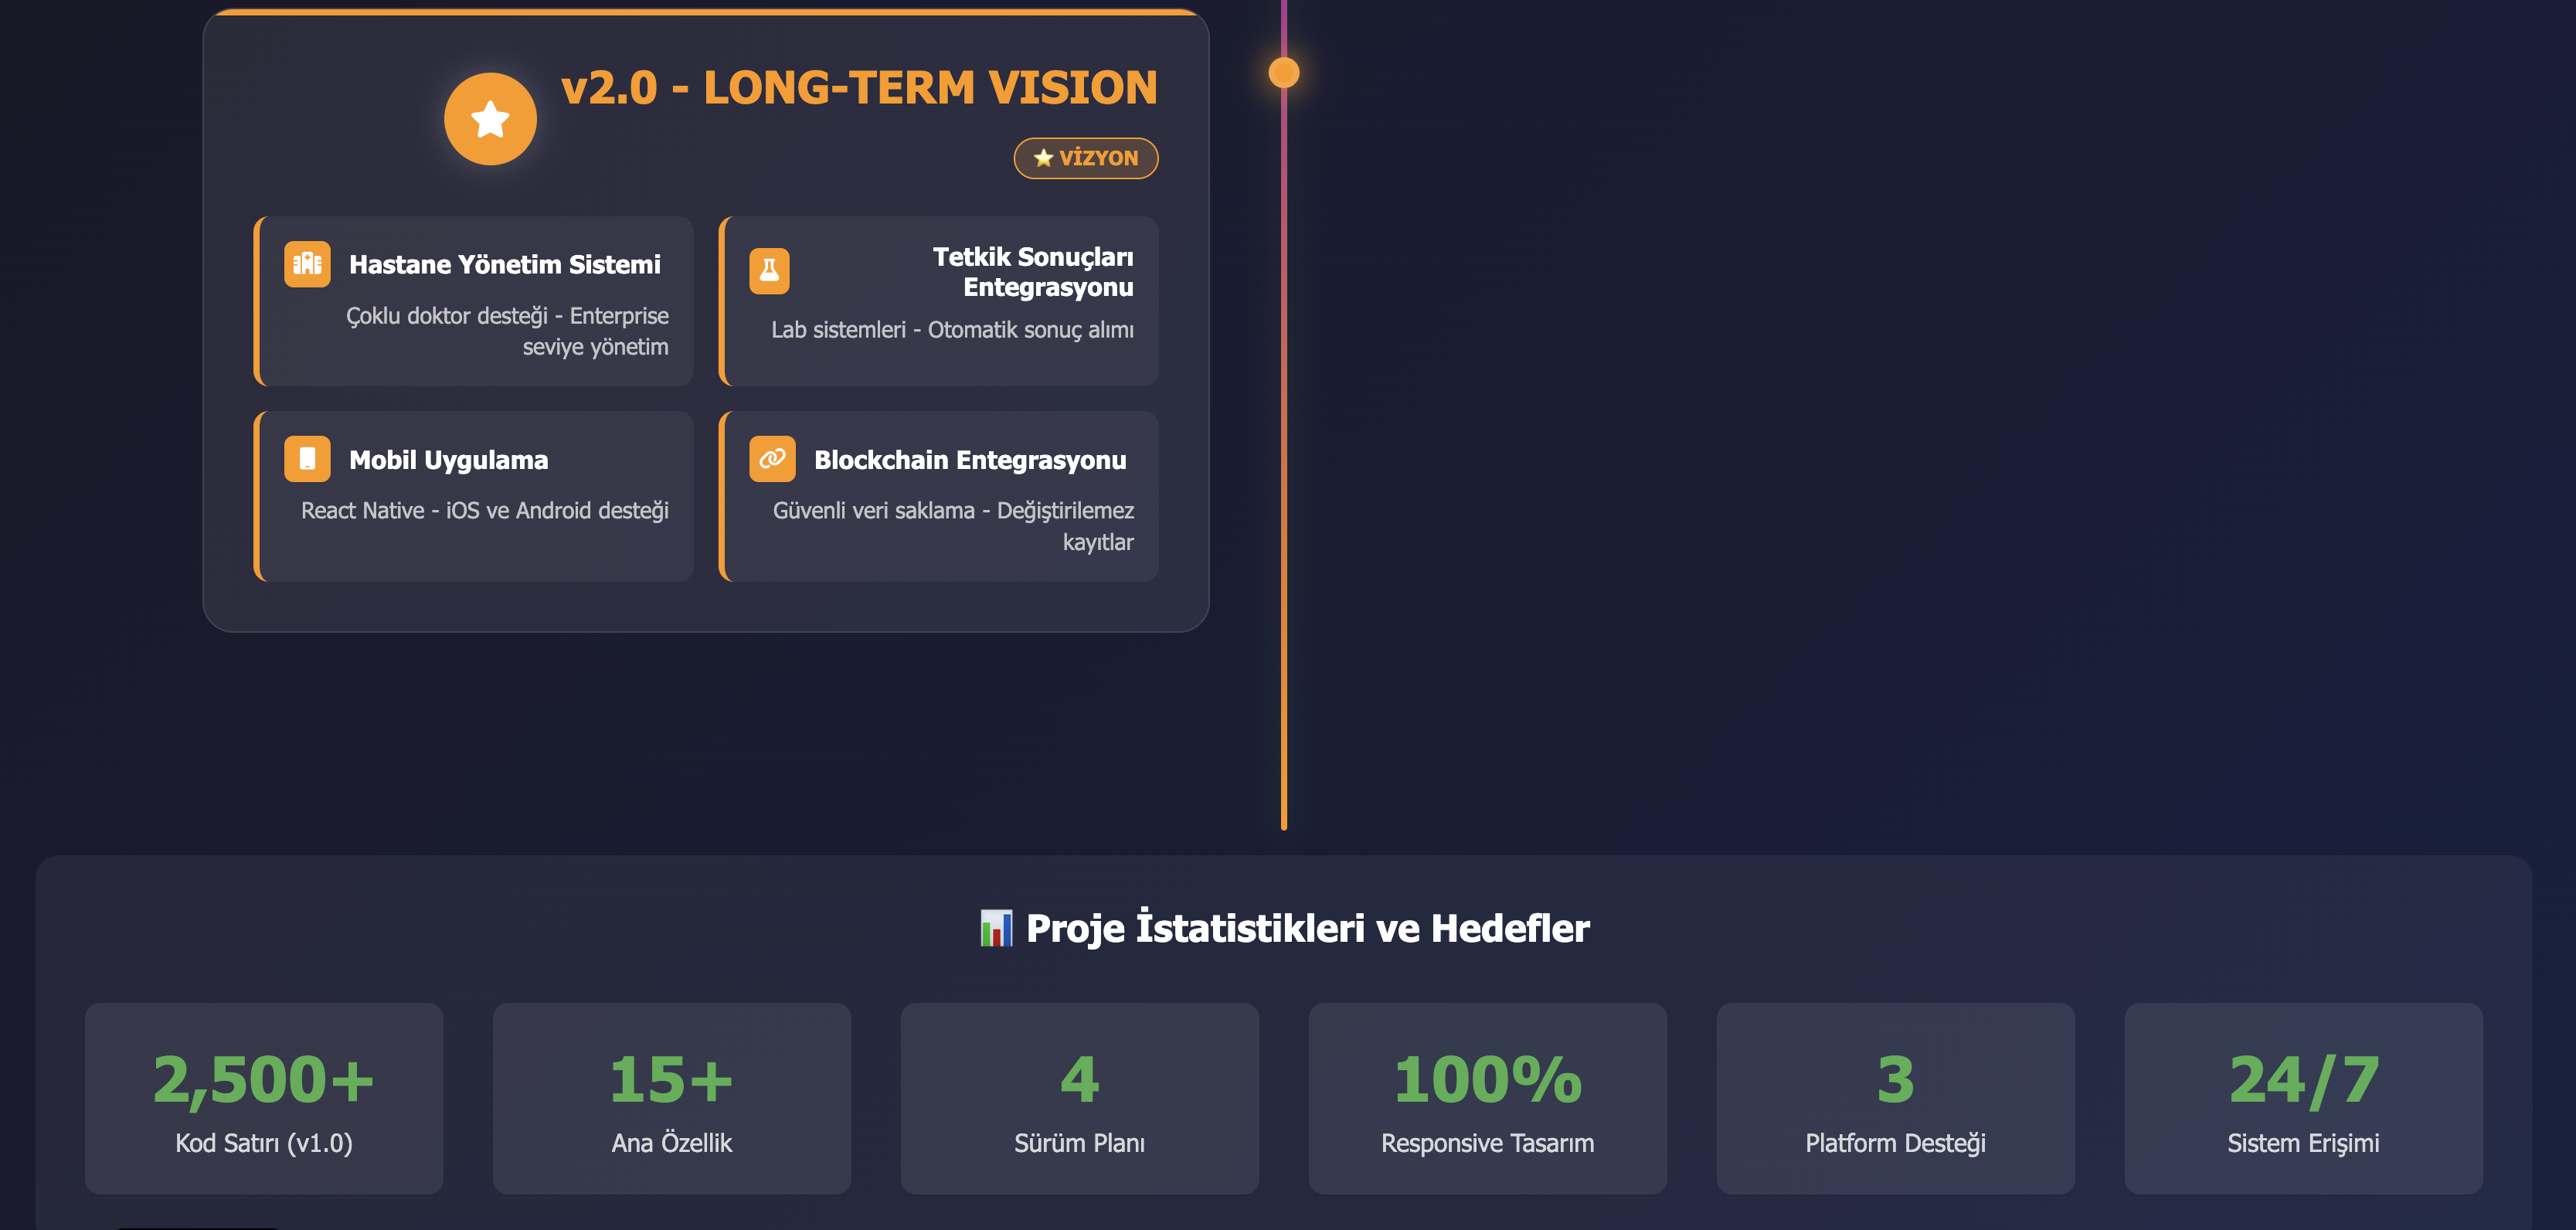 v2.0 - LONG-TERM VISION
⭐ VİZYON
Hastane Yönetim Sistemi
Çoklu doktor desteği - Enterprise
seviye yönetim
Tetkik Sonuçları
Entegrasyonu
Lab sistemleri - Otomatik sonuç alımı
Mobil Uygulama
React Native - iOS ve Android desteği
Blockchain Entegrasyonu
Güvenli veri saklama - Değiştirilemez
kayıtlar
📊 Proje İstatistikleri ve Hedefler
2,500+
Kod Satırı (v1.0)
15+
Ana Özellik
4
Sürüm Planı
100%
Responsive Tasarım
3
Platform Desteği
24/7
Sistem Erişimi